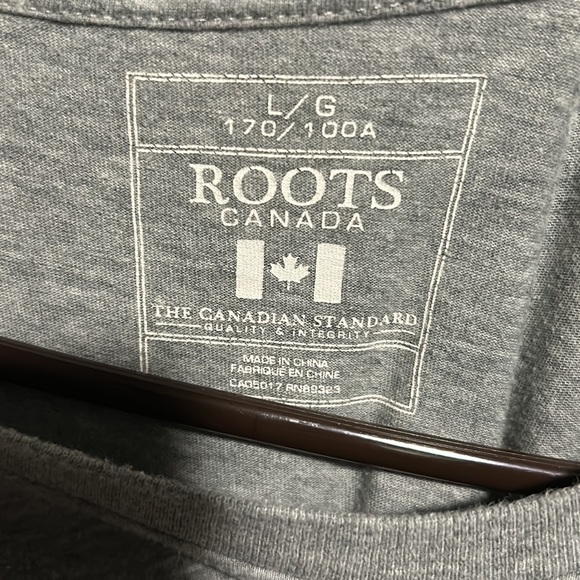 L/G
170/100A
ROOTS
CANADA
THE CANADIAN STANDARD
QUALITY & INTEGRITY
MADE IN CHINA
FABRIQUÉ EN CHINE
CA05017 RN89323